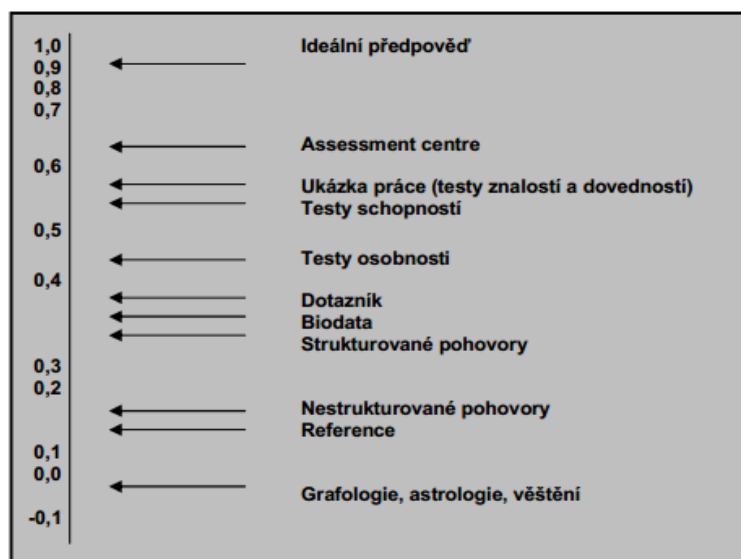 1,0 Ideální předpověď
0,9
0,8
0,7
Assessment centre
0,6
Ukázka práce (testy znalostí a dovedností)
Testy schopností
0,5
Testy osobnosti
0,4
Dotazník
Biodata
Strukturované pohovory
0,3
0,2
Nestrukturované pohovory
Reference
0,1
0,0
Grafologie, astrologie, věštění
-0,1